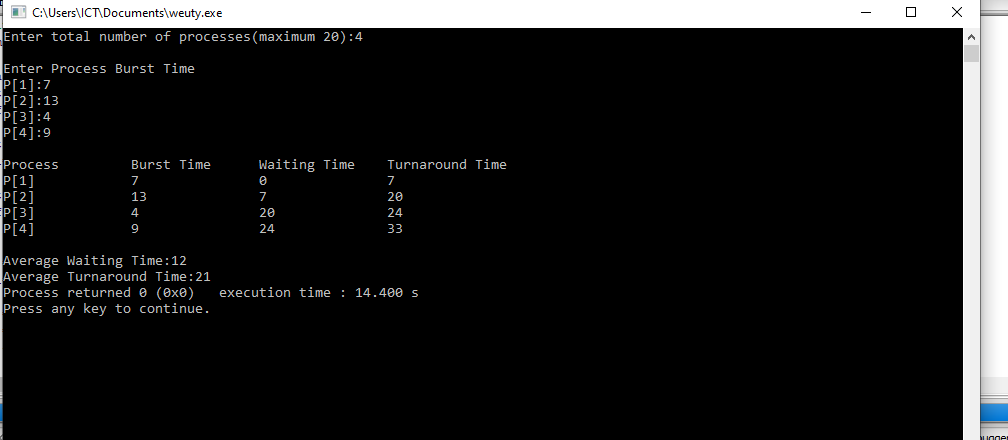 C:\Users\ICT\Documents\weuty.exe
Enter total number of processes(maximum 20):4
Enter Process Burst Time
P[1]:7
P[2]:13
P[3]:4
P[4]:9
Process Burst Time Waiting Time Turnaround Time
P[1] 7 0 7
P[2] 13 7 20
P[3] 4 20 24
P[4] 9 24 33
Average Waiting Time:12
Average Turnaround Time:21
Process returned 0 (0x0) execution time : 14.400 s
Press any key to continue.